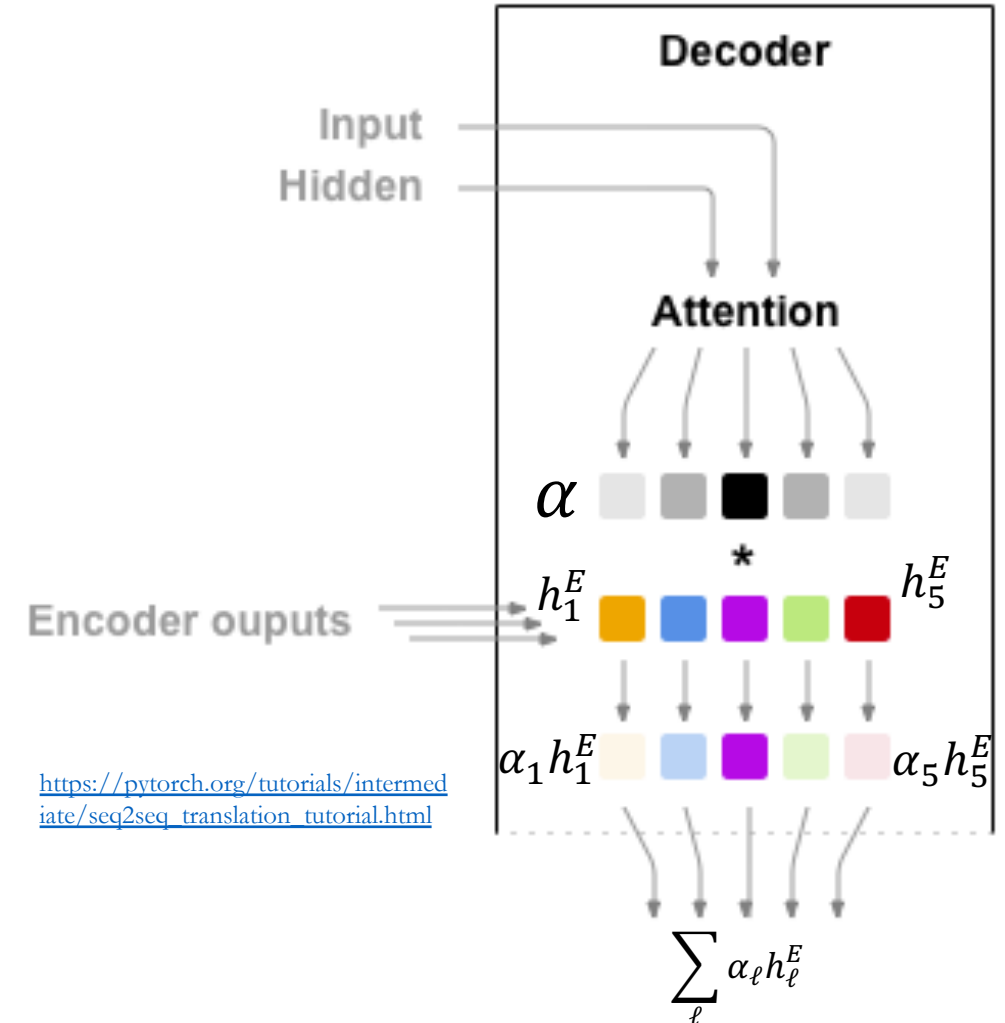 Decoder
Input
Hidden
Attention
α
*
h_1^E
h_5^E
Encoder ouputs
α_1 h_1^E
α_5 h_5^E
https://pytorch.org/tutorials/intermed
iate/seq2seq_translation_tutorial.html
∑_ℓ α_ℓ h_ℓ^E